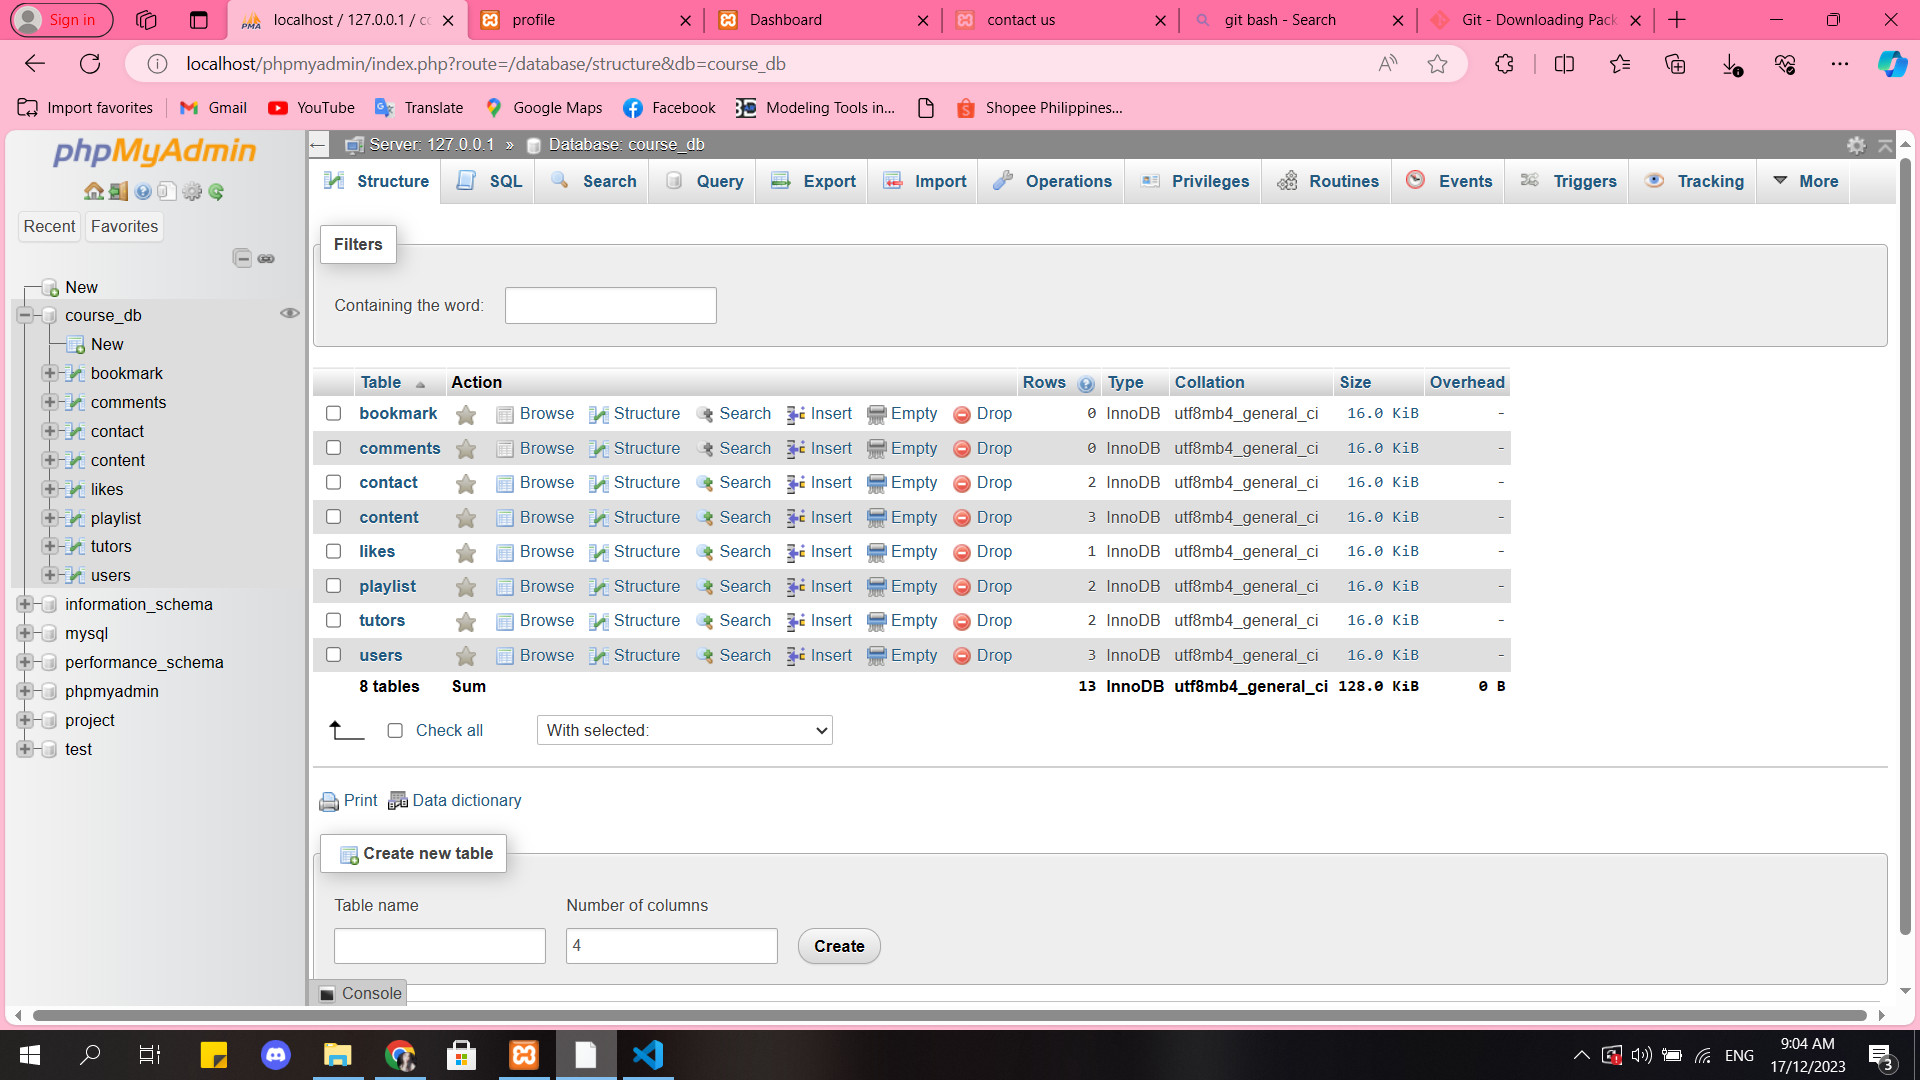 Sign in
localhost / 127.0.0.1 / co
profile
Dashboard
contact us
git bash - Search
Git - Downloading Pack
localhost/phpmyadmin/index.php?route=/database/structure&db=course_db
Import favorites
Gmail
YouTube
Translate
Google Maps
Facebook
Modeling Tools in...
Shopee Philippines...
phpMyAdmin
Recent
Favorites
New
course_db
New
bookmark
comments
contact
content
likes
playlist
tutors
users
information_schema
mysql
performance_schema
phpmyadmin
project
test
Server: 127.0.0.1 » Database: course_db
Structure SQL Search Query Export Import Operations Privileges Routines Events Triggers Tracking More
Filters
Containing the word:
Table Action Rows Type Collation Size Overhead
bookmark Browse Structure Search Insert Empty Drop 0 InnoDB utf8mb4_general_ci 16.0 KiB -
comments Browse Structure Search Insert Empty Drop 0 InnoDB utf8mb4_general_ci 16.0 KiB -
contact Browse Structure Search Insert Empty Drop 2 InnoDB utf8mb4_general_ci 16.0 KiB -
content Browse Structure Search Insert Empty Drop 3 InnoDB utf8mb4_general_ci 16.0 KiB -
likes Browse Structure Search Insert Empty Drop 1 InnoDB utf8mb4_general_ci 16.0 KiB -
playlist Browse Structure Search Insert Empty Drop 2 InnoDB utf8mb4_general_ci 16.0 KiB -
tutors Browse Structure Search Insert Empty Drop 2 InnoDB utf8mb4_general_ci 16.0 KiB -
users Browse Structure Search Insert Empty Drop 3 InnoDB utf8mb4_general_ci 16.0 KiB -
8 tables Sum 13 InnoDB utf8mb4_general_ci 128.0 KiB 0 B
Check all With selected:
Print Data dictionary
Create new table
Table name Number of columns
4 Create
Console
ENG
9:04 AM
17/12/2023
3